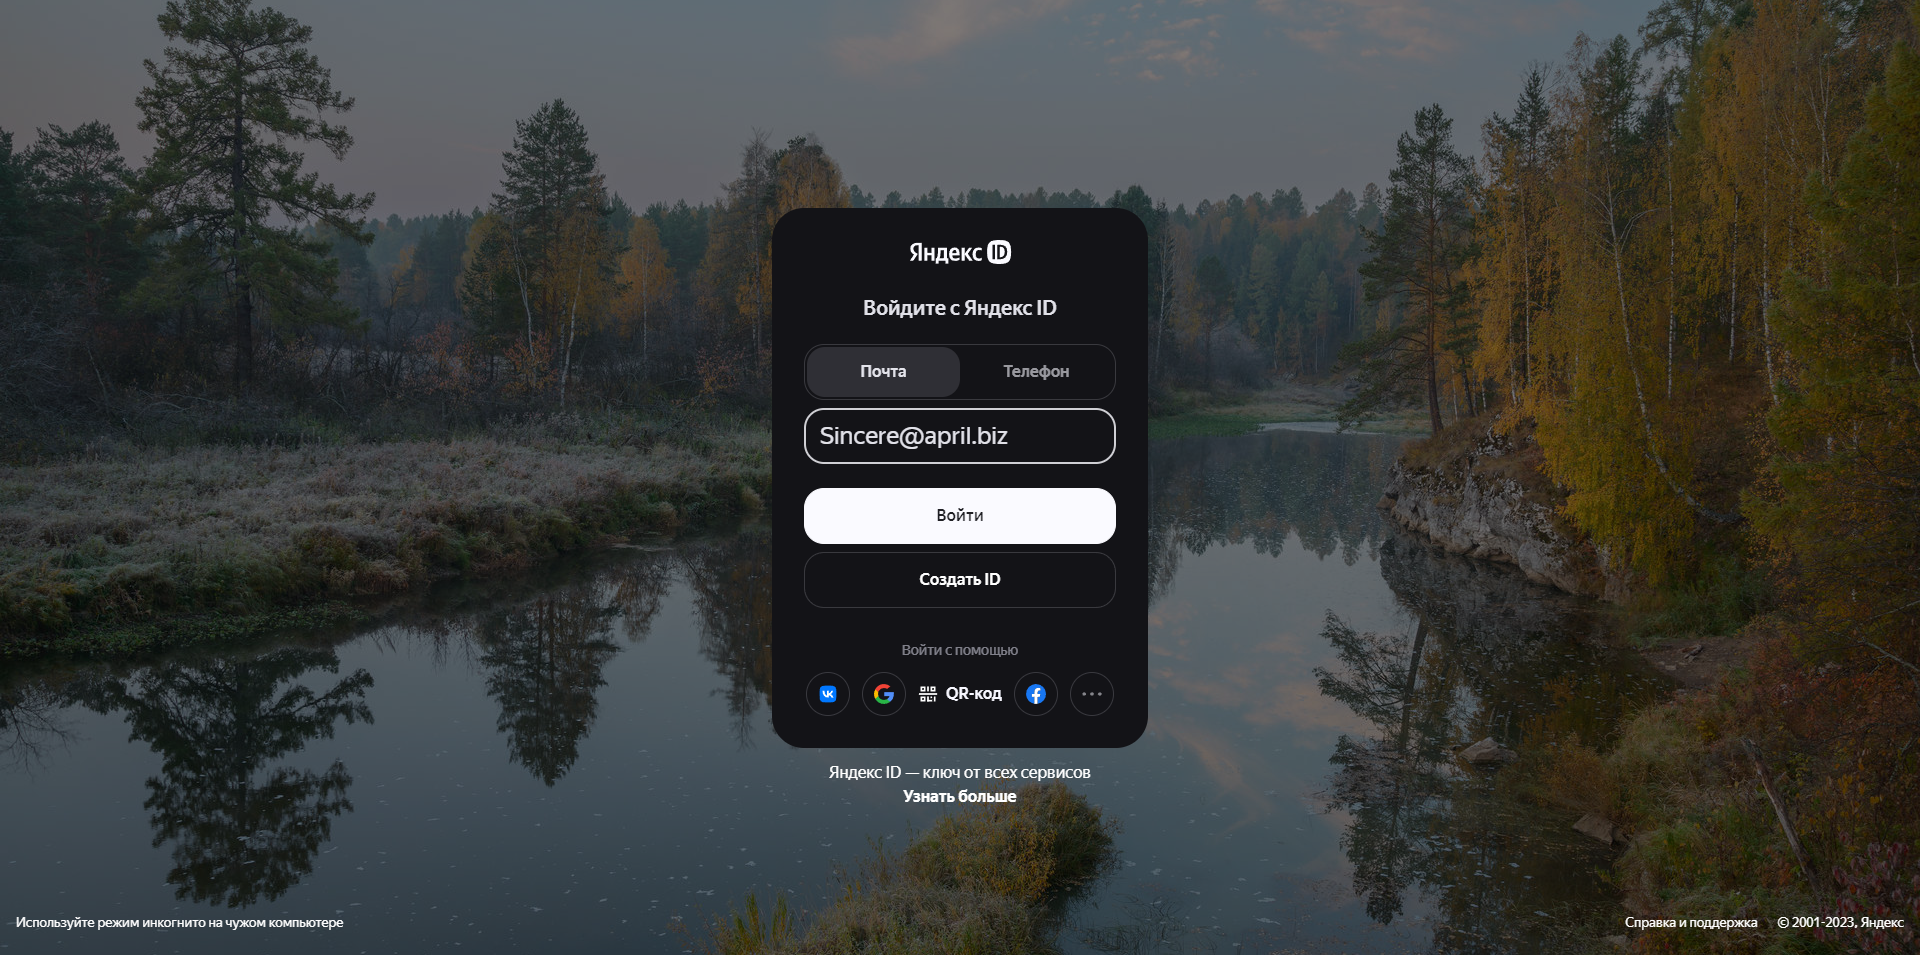 Яндекс ID
Войдите с Яндекс ID
Почта
Телефон
Sincere@april.biz
Войти
Создать ID
Войти с помощью
QR-код
Яндекс ID — ключ от всех сервисов
Узнать больше
Используйте режим инкогнито на чужом компьютере
Справка и поддержка
© 2001-2023, Яндекс